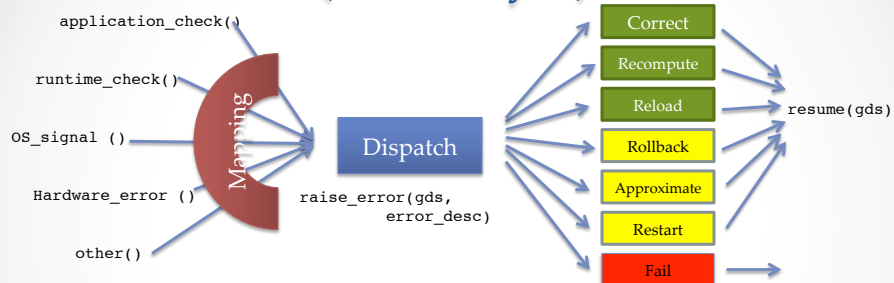 application_check()
runtime_check()
OS_signal ()
Hardware_error ()
other()
Mapping
Dispatch
raise_error(gds,
error_desc)
Correct
Recompute
Reload
Rollback
Approximate
Restart
Fail
resume(gds)